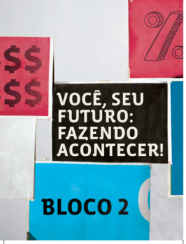 %
$$
$$
VOCÊ, SEU
FUTURO:
FAZENDO
ACONTECER!
BLOCO 2